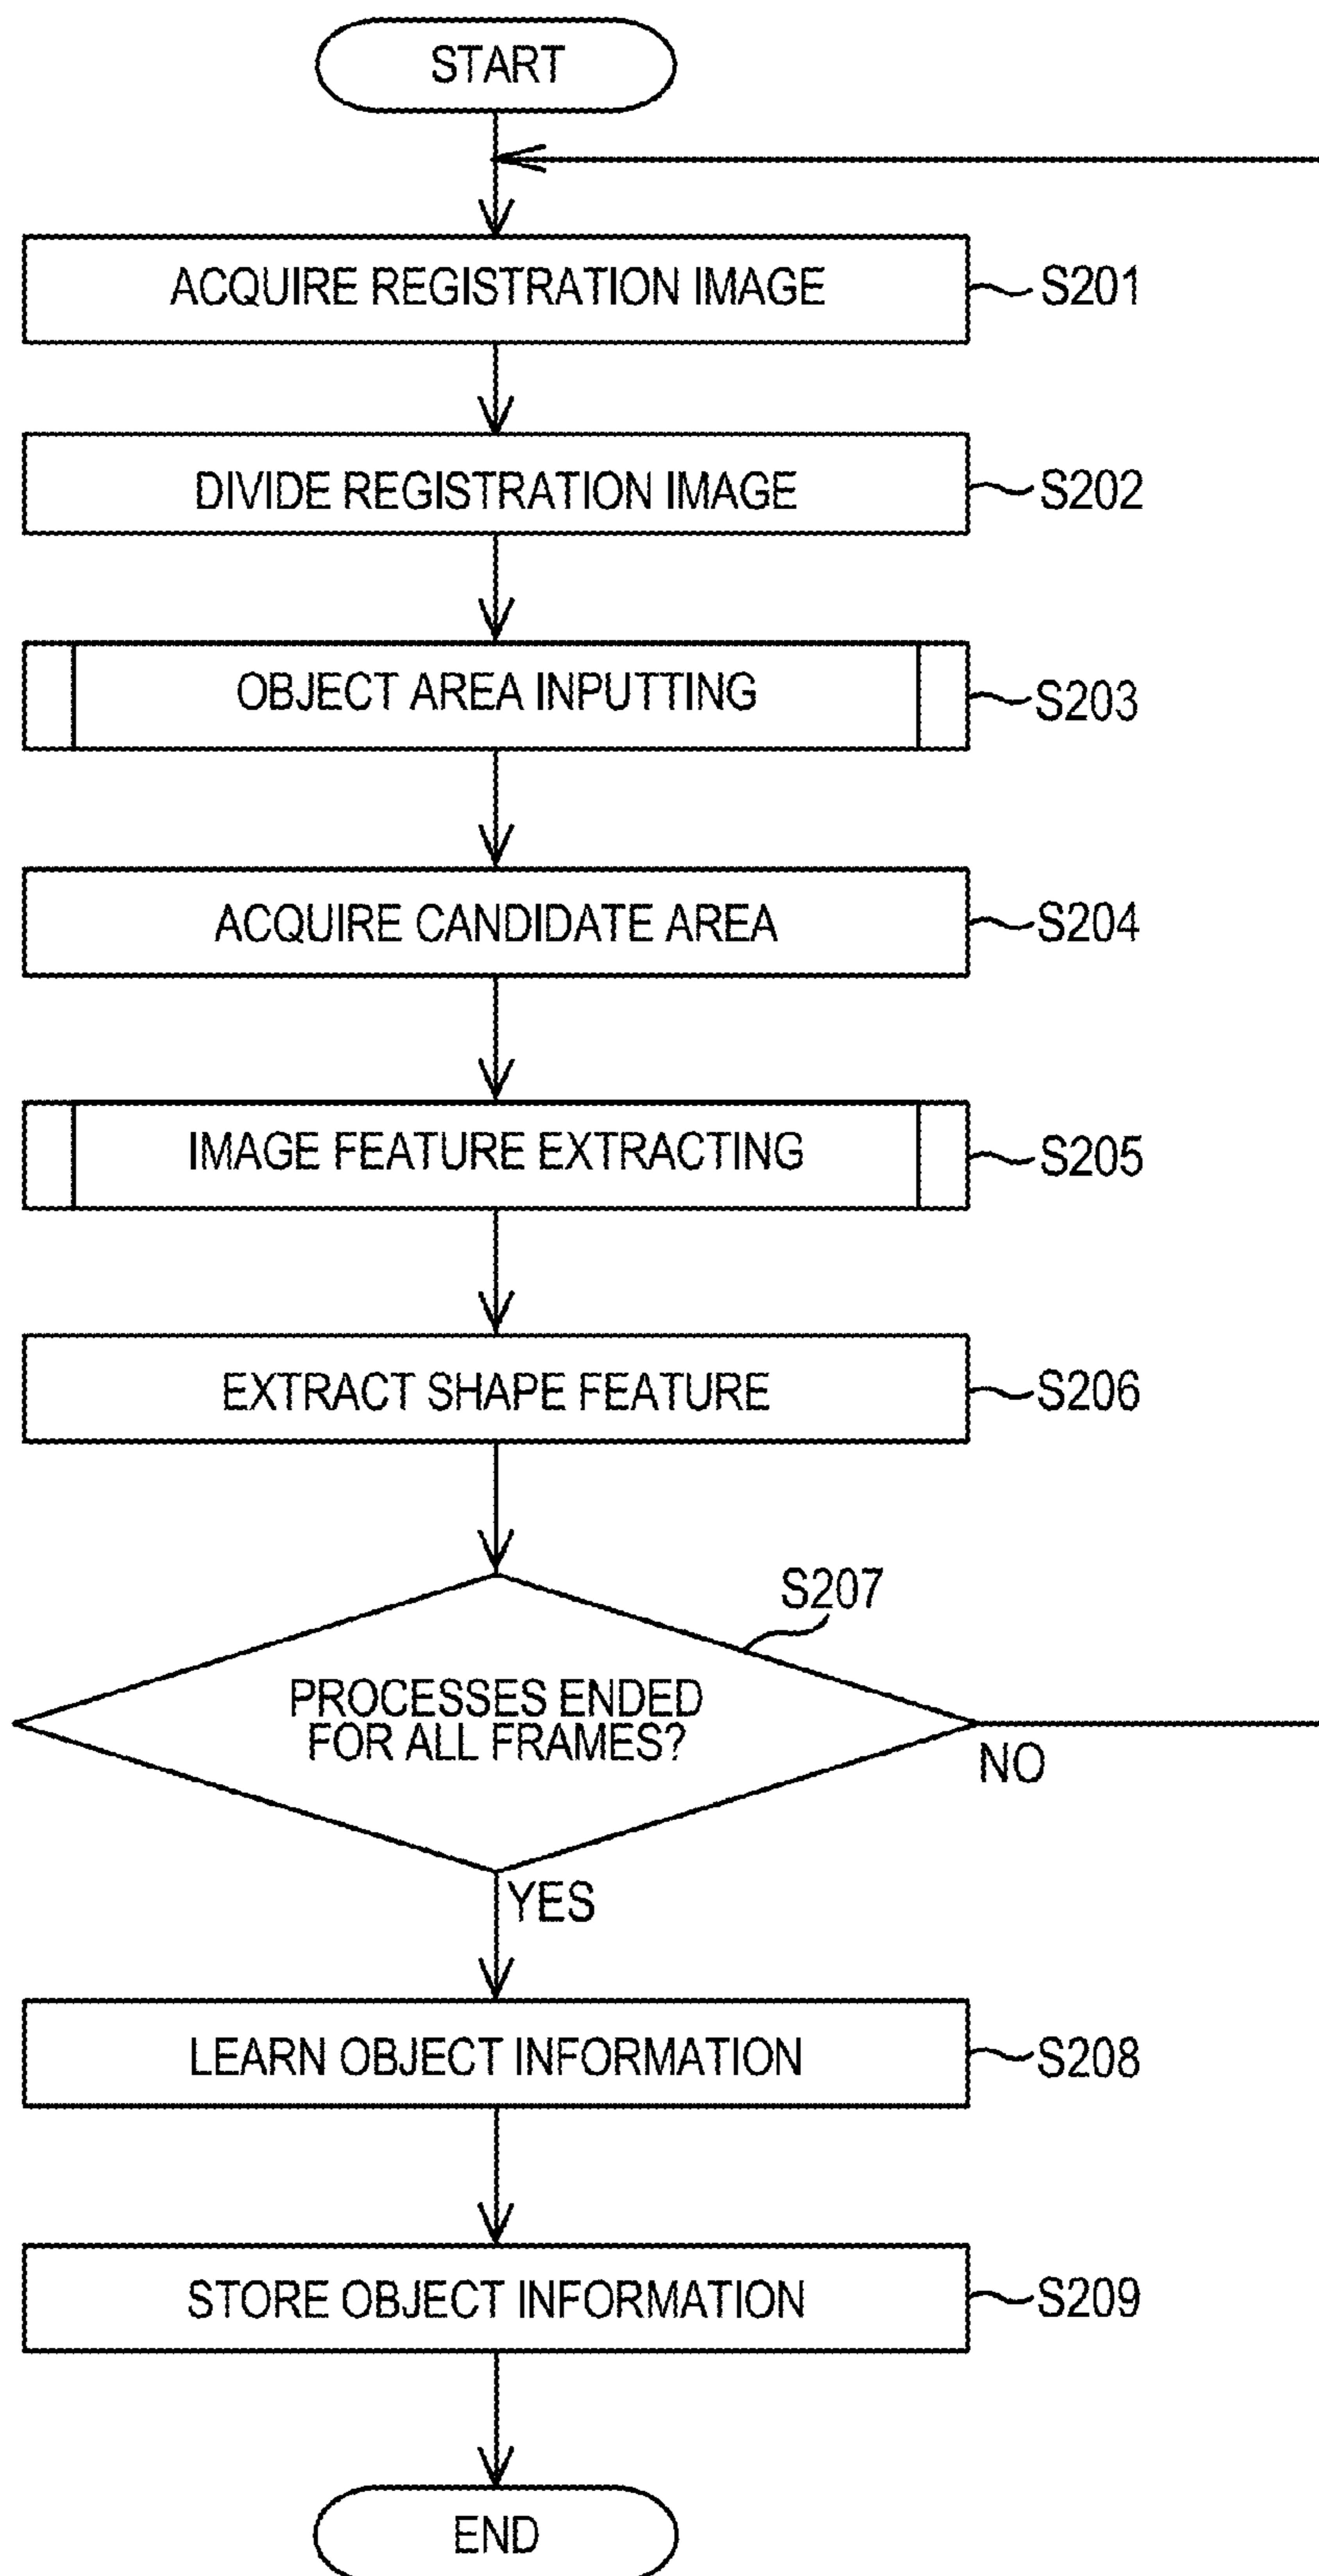 START
ACQUIRE REGISTRATION IMAGE
S201
DIVIDE REGISTRATION IMAGE
S202
OBJECT AREA INPUTTING
S203
ACQUIRE CANDIDATE AREA
S204
IMAGE FEATURE EXTRACTING
S205
EXTRACT SHAPE FEATURE
S206
S207
PROCESSES ENDED
FOR ALL FRAMES?
NO
YES
LEARN OBJECT INFORMATION
S208
STORE OBJECT INFORMATION
S209
END